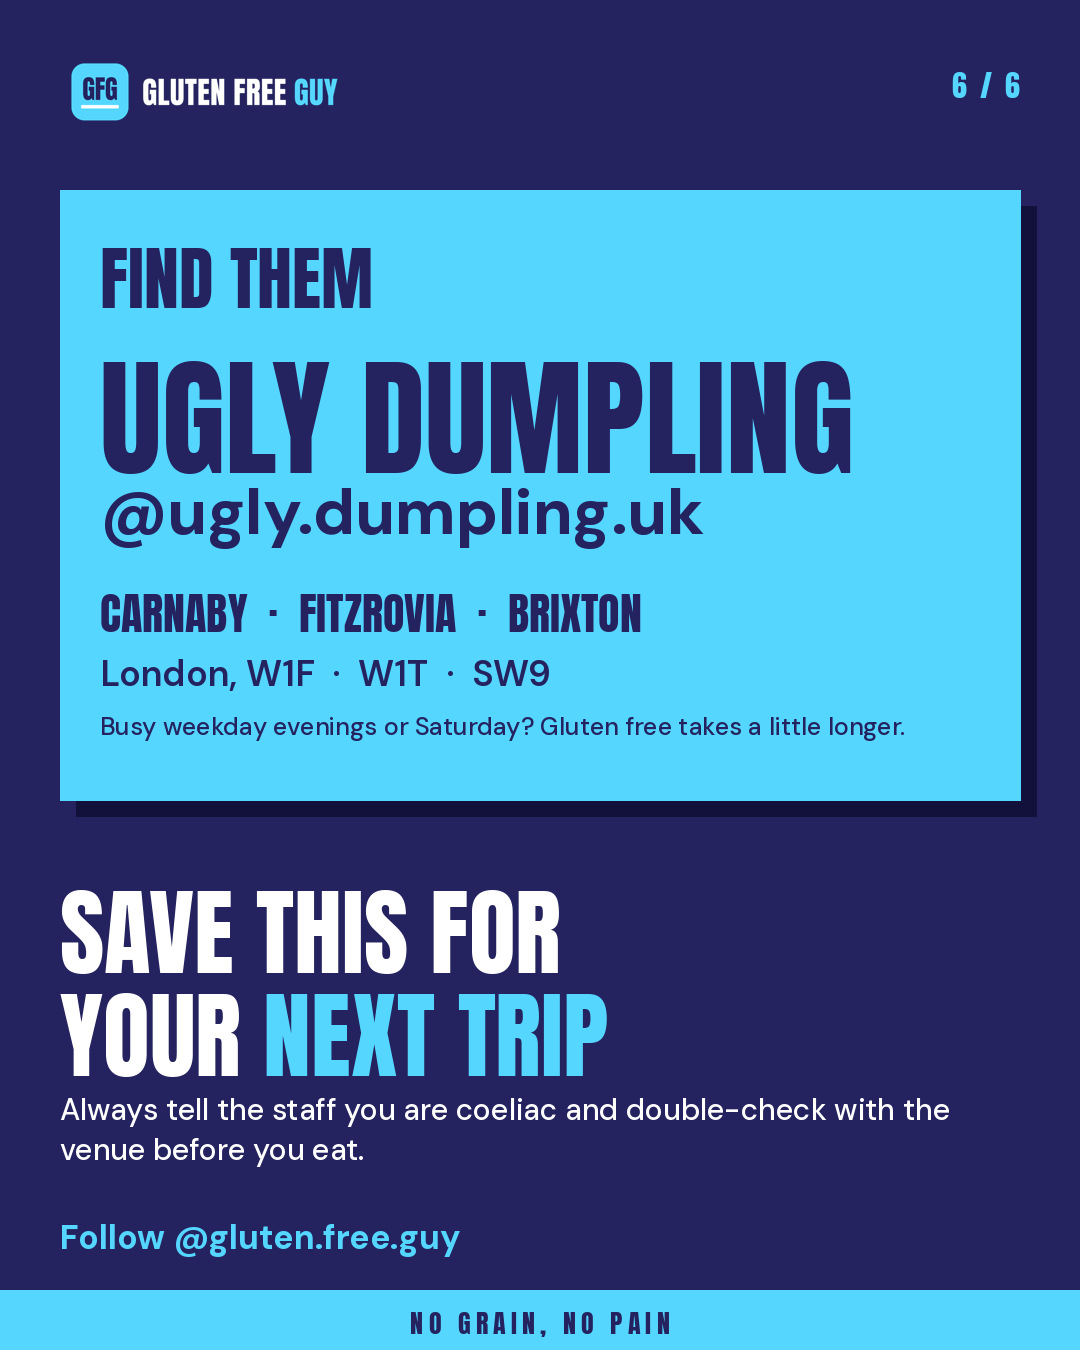 GFG GLUTEN FREE GUY
6 / 6
FIND THEM
UGLY DUMPLING
@ugly.dumpling.uk
CARNABY · FITZROVIA · BRIXTON
London, W1F · W1T · SW9
Busy weekday evenings or Saturday? Gluten free takes a little longer.
SAVE THIS FOR
YOUR NEXT TRIP
Always tell the staff you are coeliac and double-check with the
venue before you eat.
Follow @gluten.free.guy
NO GRAIN, NO PAIN